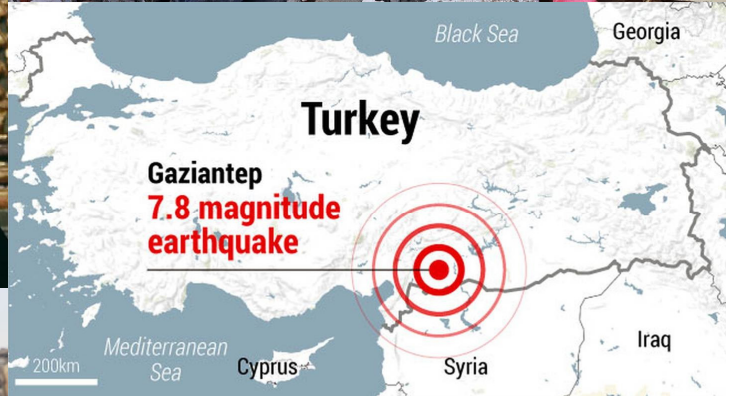 Black Sea
Georgia
Turkey
Gaziantep
7.8 magnitude
earthquake
Mediterranean
Sea
Cyprus
Syria
Iraq
200km